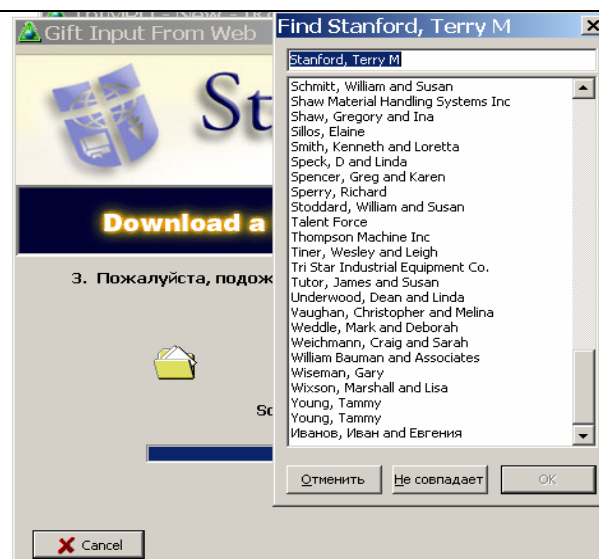 Gift Input From Web
Find Stanford, Terry M
Stanford, Terry M
St
Download a
3. Пожалуйста, подож
Sc
Cancel
Schmitt, William and Susan
Shaw Material Handling Systems Inc
Shaw, Gregory and Ina
Sillos, Elaine
Smith, Kenneth and Loretta
Speck, D and Linda
Spencer, Greg and Karen
Sperry, Richard
Stoddard, William and Susan
Talent Force
Thompson Machine Inc
Tiner, Wesley and Leigh
Tri Star Industrial Equipment Co.
Tutor, James and Susan
Underwood, Dean and Linda
Vaughan, Christopher and Melina
Weddle, Mark and Deborah
Weichmann, Craig and Sarah
William Bauman and Associates
Wiseman, Gary
Wixson, Marshall and Lisa
Young, Tammy
Young, Tammy
Иванов, Иван and Евгения
Отменить
Не совпадает
OK